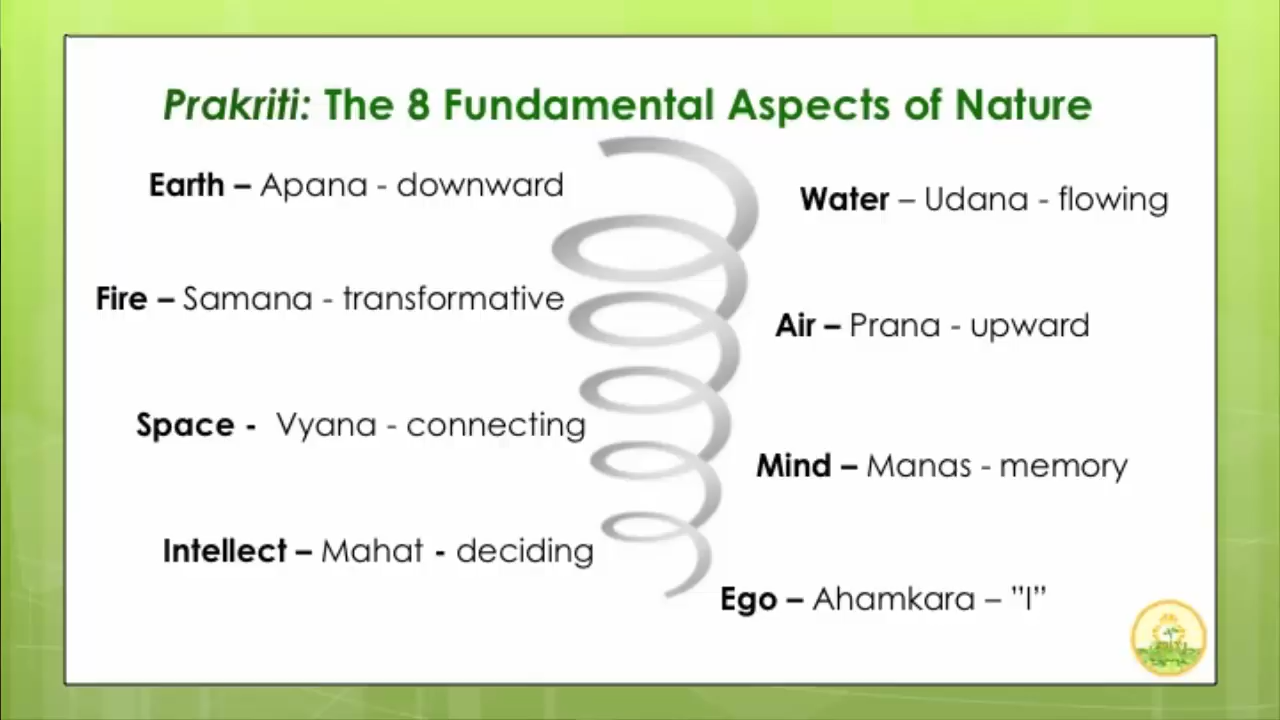 Prakriti: The 8 Fundamental Aspects of Nature
Earth – Apana - downward
Water – Udana - flowing
Fire – Samana - transformative
Air – Prana - upward
Space - Vyana - connecting
Mind – Manas - memory
Intellect – Mahat - deciding
Ego – Ahamkara – ”I”